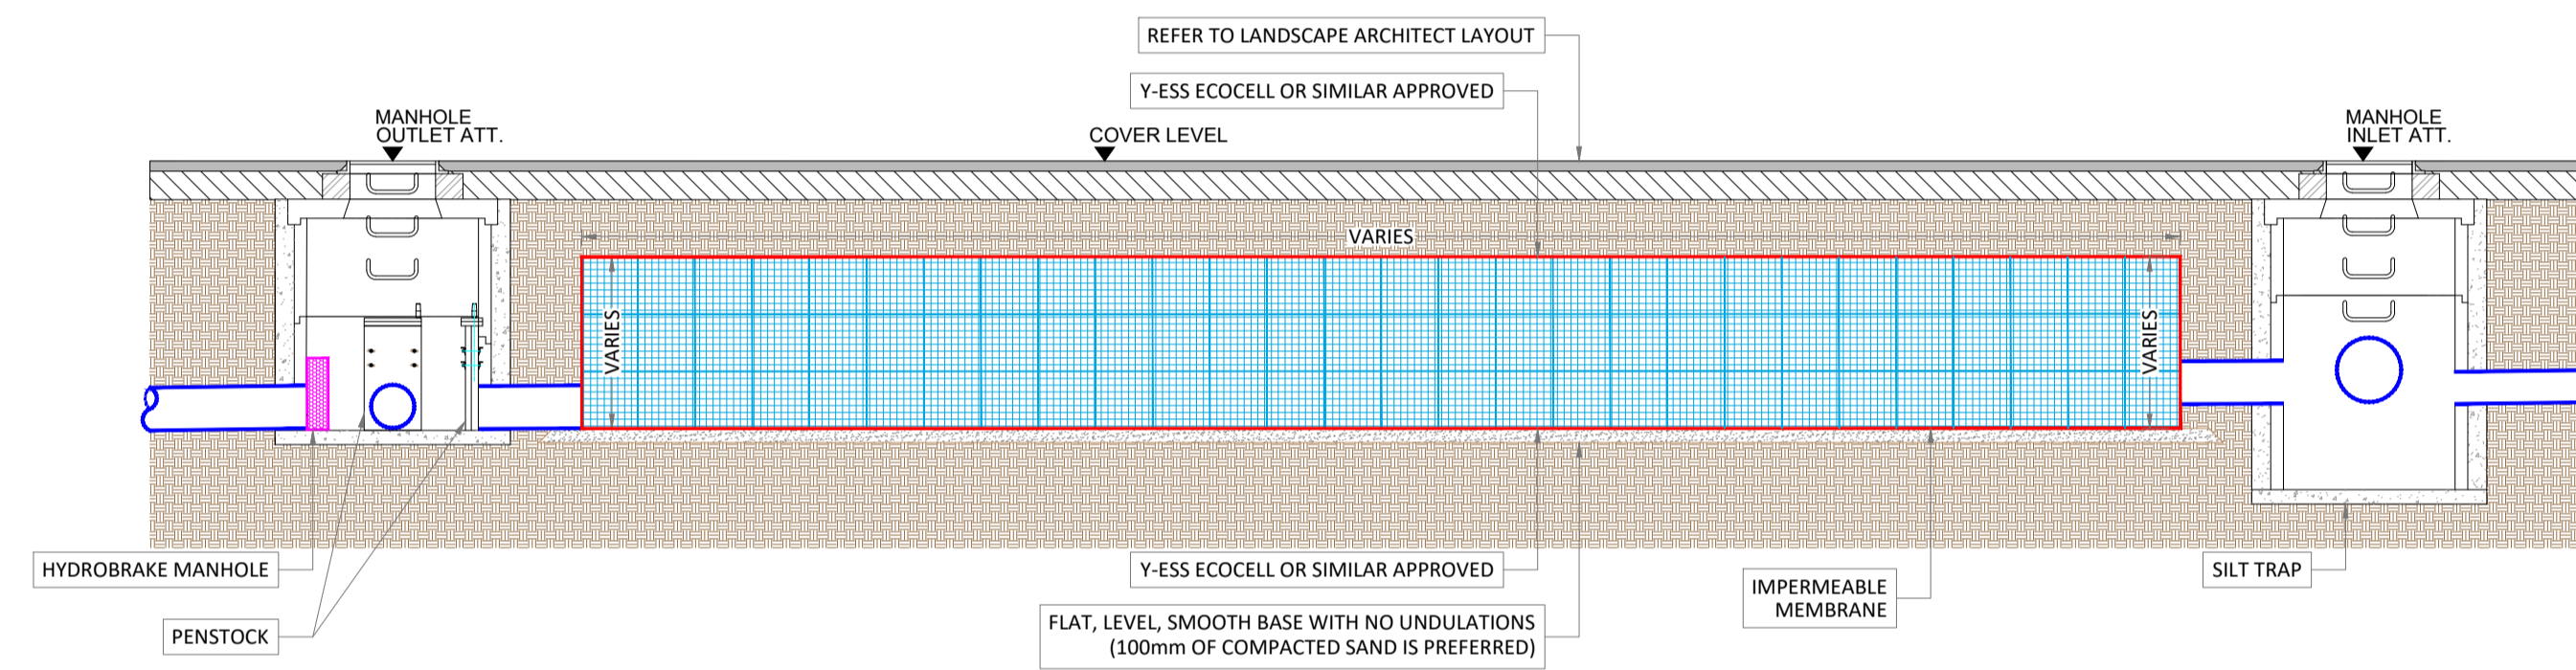 REFER TO LANDSCAPE ARCHITECT LAYOUT
Y-ESS ECOCELL OR SIMILAR APPROVED
MANHOLE
OUTLET ATT.
COVER LEVEL
MANHOLE
INLET ATT.
VARIES
VARIES
VARIES
HYDROBRAKE MANHOLE
Y-ESS ECOCELL OR SIMILAR APPROVED
IMPERMEABLE
MEMBRANE
SILT TRAP
PENSTOCK
FLAT, LEVEL, SMOOTH BASE WITH NO UNDULATIONS
(100mm OF COMPACTED SAND IS PREFERRED)